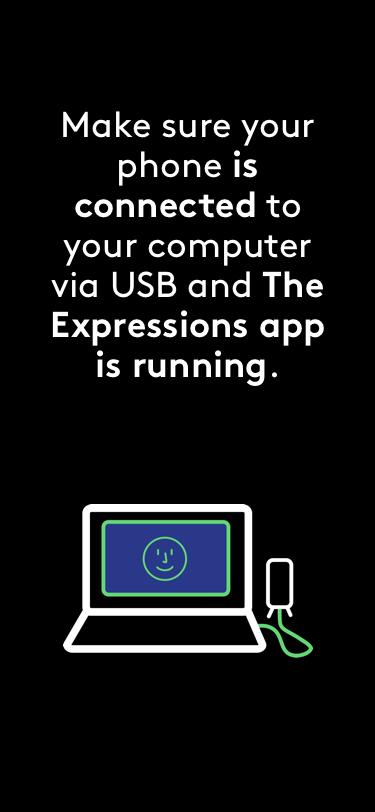 Make sure your
phone is
connected to
your computer
via USB and The
Expressions app
is running.